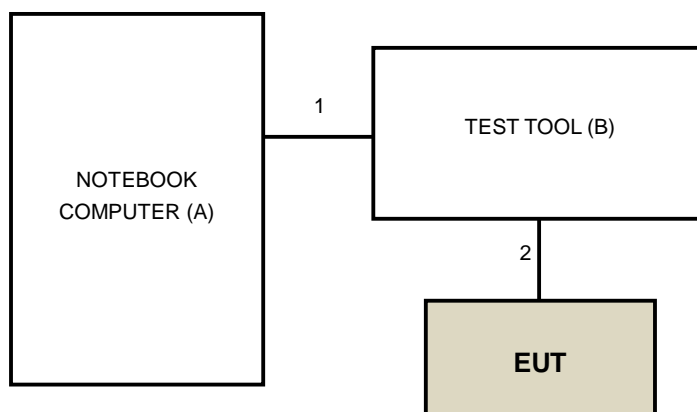 1
TEST TOOL (B)
NOTEBOOK
COMPUTER (A)
2
EUT